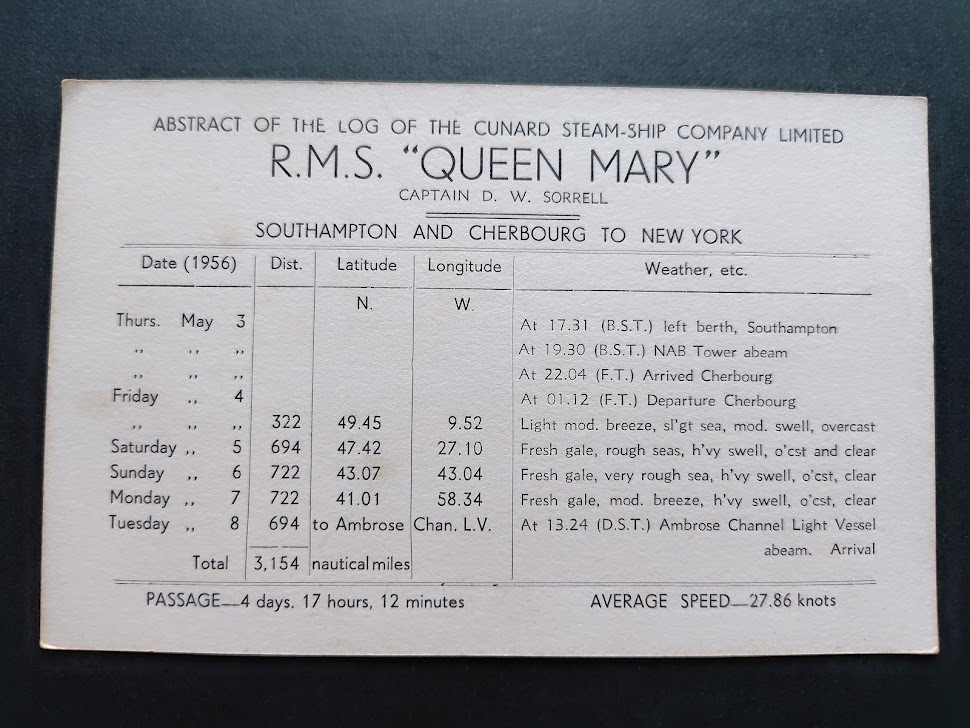 ABSTRACT OF THE LOG OF THE CUNARD STEAM-SHIP COMPANY LIMITED
R.M.S. "QUEEN MARY"
CAPTAIN D. W. SORRELL
SOUTHAMPTON AND CHERBOURG TO NEW YORK
Date (1956) Dist. Latitude Longitude Weather, etc.
N. W.
Thurs. May 3 At 17.31 (B.S.T.) left berth, Southampton
,, ,, ,, At 19.30 (B.S.T.) NAB Tower abeam
,, ,, ,, At 22.04 (F.T.) Arrived Cherbourg
Friday ,, 4 At 01.12 (F.T.) Departure Cherbourg
,, ,, ,, 322 49.45 9.52 Light mod. breeze, sl'gt sea, mod. swell, overcast
Saturday ,, 5 694 47.42 27.10 Fresh gale, rough seas, h'vy swell, o'cst and clear
Sunday ,, 6 722 43.07 43.04 Fresh gale, very rough sea, h'vy swell, o'cst, clear
Monday ,, 7 722 41.01 58.34 Fresh gale, mod. breeze, h'vy swell, o'cst, clear
Tuesday ,, 8 694 to Ambrose Chan. L.V. At 13.24 (D.S.T.) Ambrose Channel Light Vessel
abeam. Arrival
Total 3,154 nautical miles
PASSAGE—4 days, 17 hours, 12 minutes AVERAGE SPEED—27.86 knots